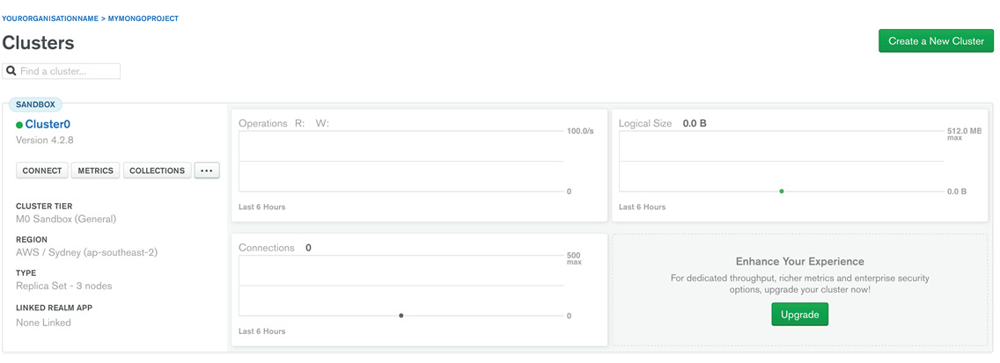 YOURORGANISATIONNAME > MYMONGOPROJECT
Clusters
Create a New Cluster
Find a cluster...
SANDBOX
Cluster0
Version 4.2.8
CONNECT METRICS COLLECTIONS ...
CLUSTER TIER
M0 Sandbox (General)
REGION
AWS / Sydney (ap-southeast-2)
TYPE
Replica Set - 3 nodes
LINKED REALM APP
None Linked
Operations R: W:
100.0/s
0
Last 6 Hours
Logical Size 0.0 B
512.0 MB
max
0.0 B
Last 6 Hours
Connections 0
500
max
0
Last 6 Hours
Enhance Your Experience
For dedicated throughput, richer metrics and enterprise security
options, upgrade your cluster now!
Upgrade